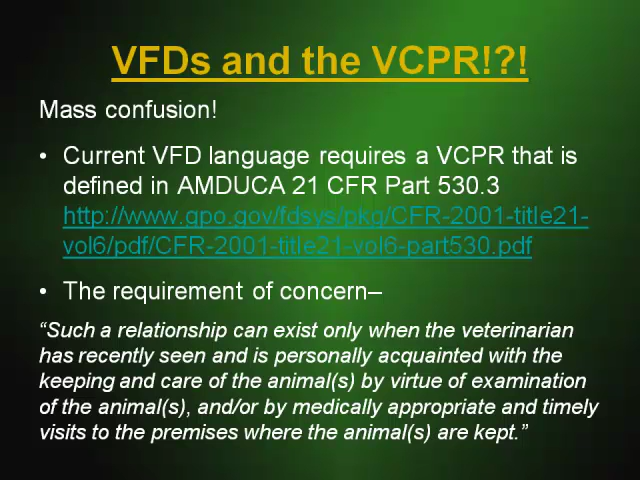 VFDs and the VCPR!?!
Mass confusion!
• Current VFD language requires a VCPR that is
defined in AMDUCA 21 CFR Part 530.3
http://www.gpo.gov/fdsys/pkg/CFR-2001-title21-
vol6/pdf/CFR-2001-title21-vol6-part530.pdf
• The requirement of concern–
“Such a relationship can exist only when the veterinarian
has recently seen and is personally acquainted with the
keeping and care of the animal(s) by virtue of examination
of the animal(s), and/or by medically appropriate and timely
visits to the premises where the animal(s) are kept.”